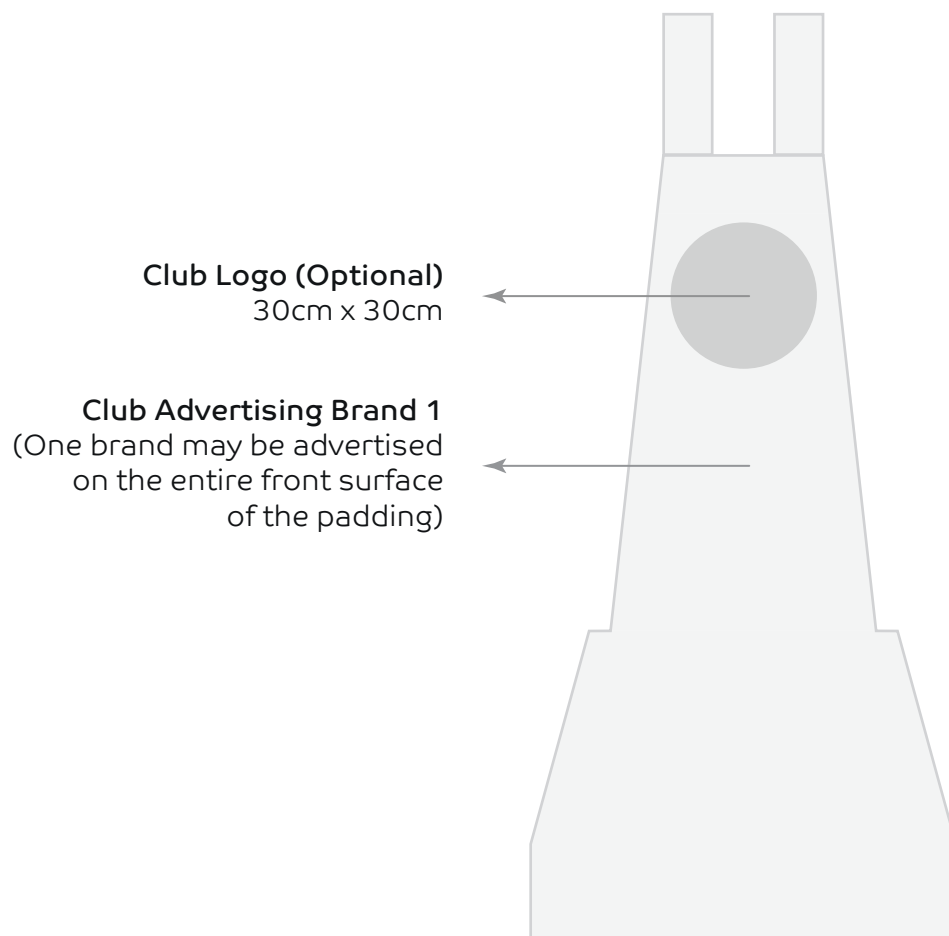 Club Logo (Optional)
30cm x 30cm
Club Advertising Brand 1
(One brand may be advertised
on the entire front surface
of the padding)